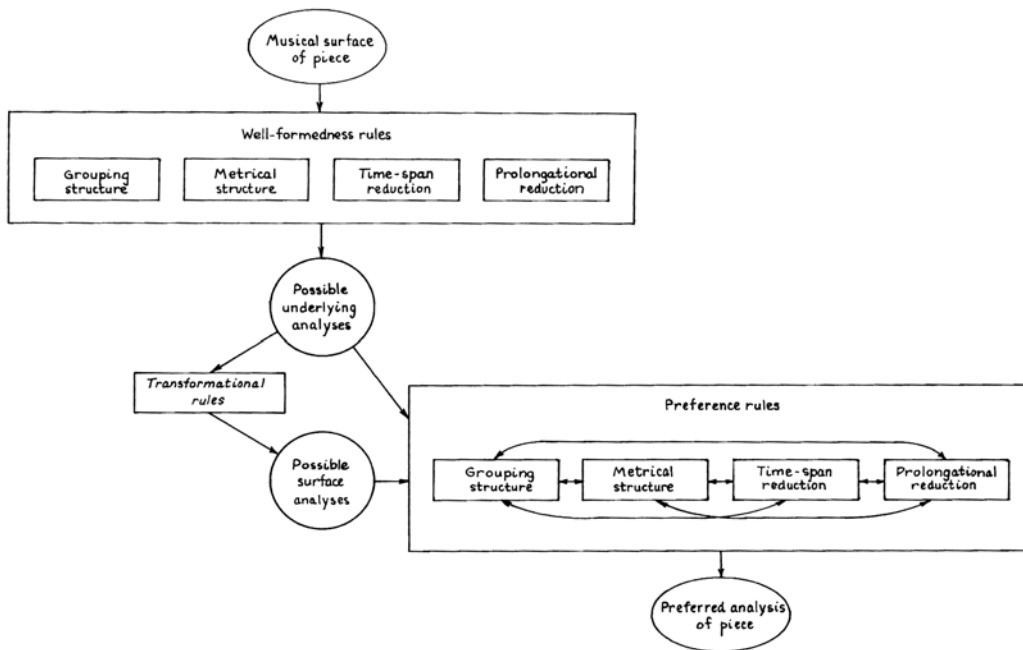 Musical surface
of piece
Well-formedness rules
Grouping
structure
Metrical
structure
Time-span
reduction
Prolongational
reduction
Possible
underlying
analyses
Transformational
rules
Possible
surface
analyses
Preference rules
Grouping
structure
Metrical
structure
Time-span
reduction
Prolongational
reduction
Preferred analysis
of piece